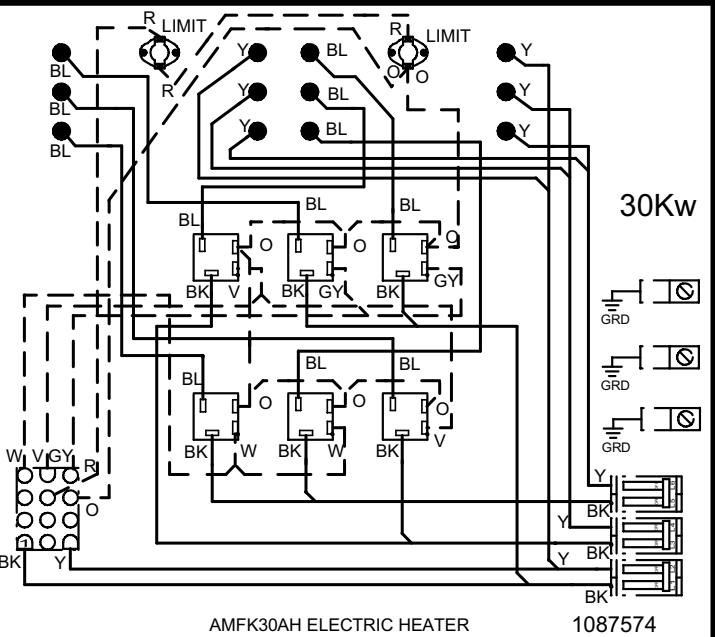 R LIMIT R LIMIT
Y BL Y
BL R O O
BL Y BL Y
BL Y BL Y
BL
30Kw
BL BL BL
O O O
BK V BK GY BK GY
GRD
BL BL BL
GRD
O O O
BK W BK W BK V
GRD
W V GY R
O
Y
BK
Y
BK
1
BK Y
Y
BK
AMFK30AH ELECTRIC HEATER 1087574